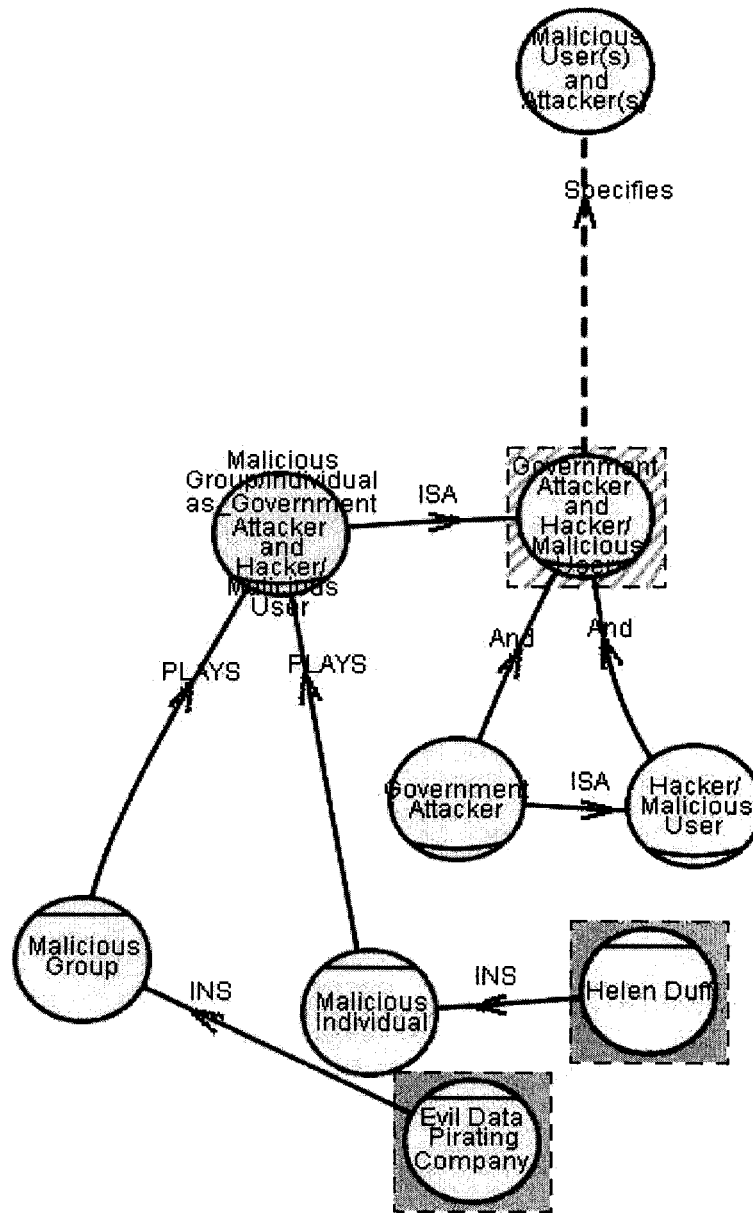 Malicious
User(s)
and
Attacker(s)
Specifies
Malicious
Group/Individual
as_Government
Attacker
and
Hacker/
Malicious
User
ISA
Government
Attacker
and
Hacker/
Malicious
User
PLAYS
PLAYS
And
And
Government
Attacker
ISA
Hacker/
Malicious
User
Malicious
Group
INS
Malicious
Individual
INS
Helen Duff
Evil Data
Pirating
Company